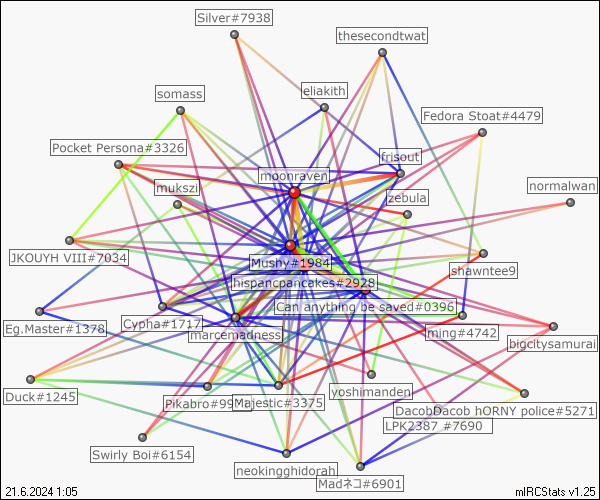 Silver#7938
thesecondtwat
eliakith
somass
Fedora Stoat#4479
Pocket Persona#3326
frisout
moonraven
mukszi
zebula
normalwan
JKOUYH VIII#7034
Mushy#1984
shawntee9
hispancpancakes#2928
Can anything be saved#0396
Eg.Master#1378
Cypha#1717
marcemadness
ming#4742
bigcitysamurai
Duck#1245
Pikabro#99
Majestic#3375
yoshimanden
DacobDacob hORNY police#5271
LPK2387 #7690
Swirly Boi#6154
neokingghidorah
Madネコ#6901
21.6.2024 1:05
mIRCStats v1.25